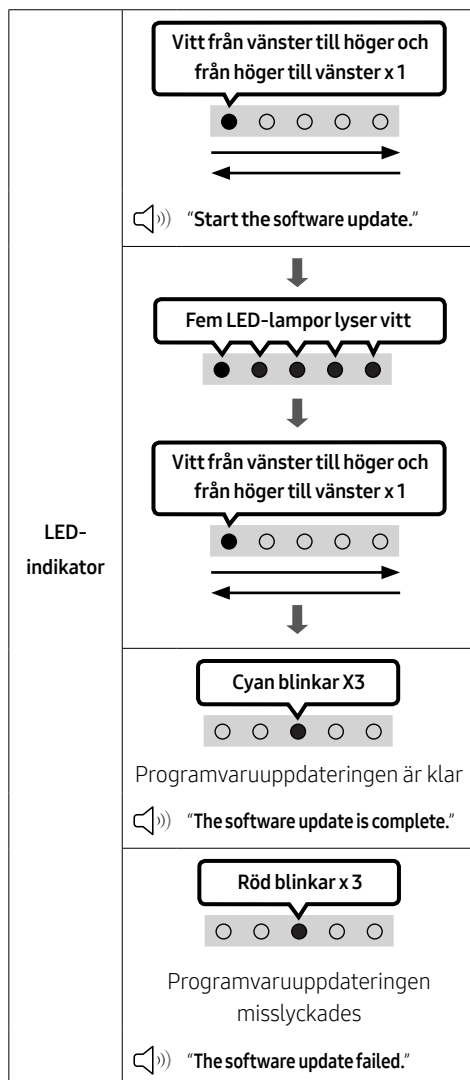 Vitt från vänster till höger och
från höger till vänster x 1
"Start the software update."
Fem LED-lampor lyser vitt
Vitt från vänster till höger och
från höger till vänster x 1
LED-
indikator
Cyan blinkar X3
Programvaruuppdateringen är klar
"The software update is complete."
Röd blinkar x 3
Programvaruuppdateringen
misslyckades
"The software update failed."